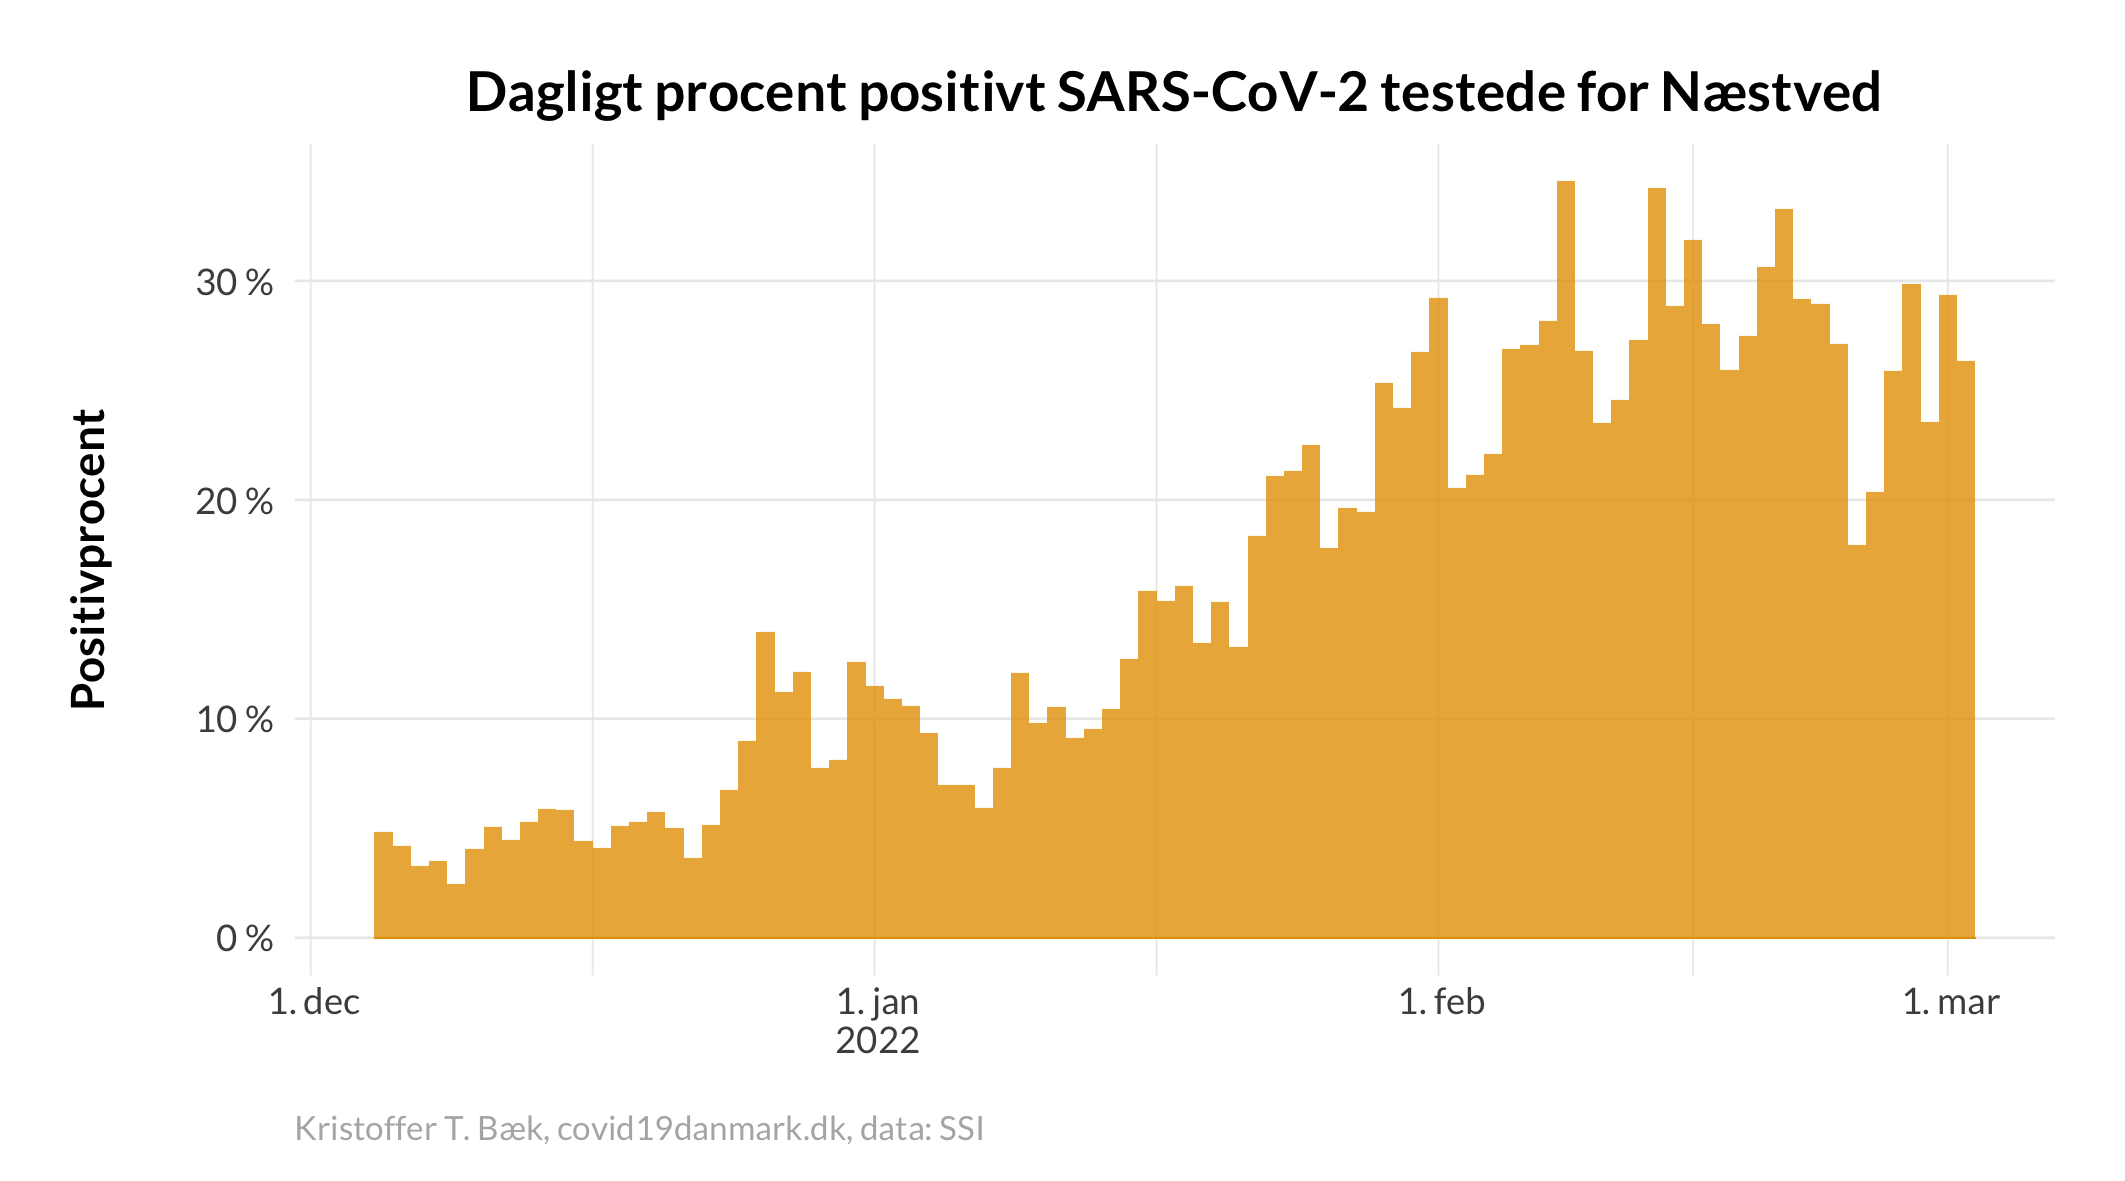 Dagligt procent positivt SARS-CoV-2 testede for Næstved
Positivprocent
30 %
20 %
10 %
0 %
1. dec
1. jan
2022
1. feb
1. mar
Kristoffer T. Bæk, covid19danmark.dk, data: SSI